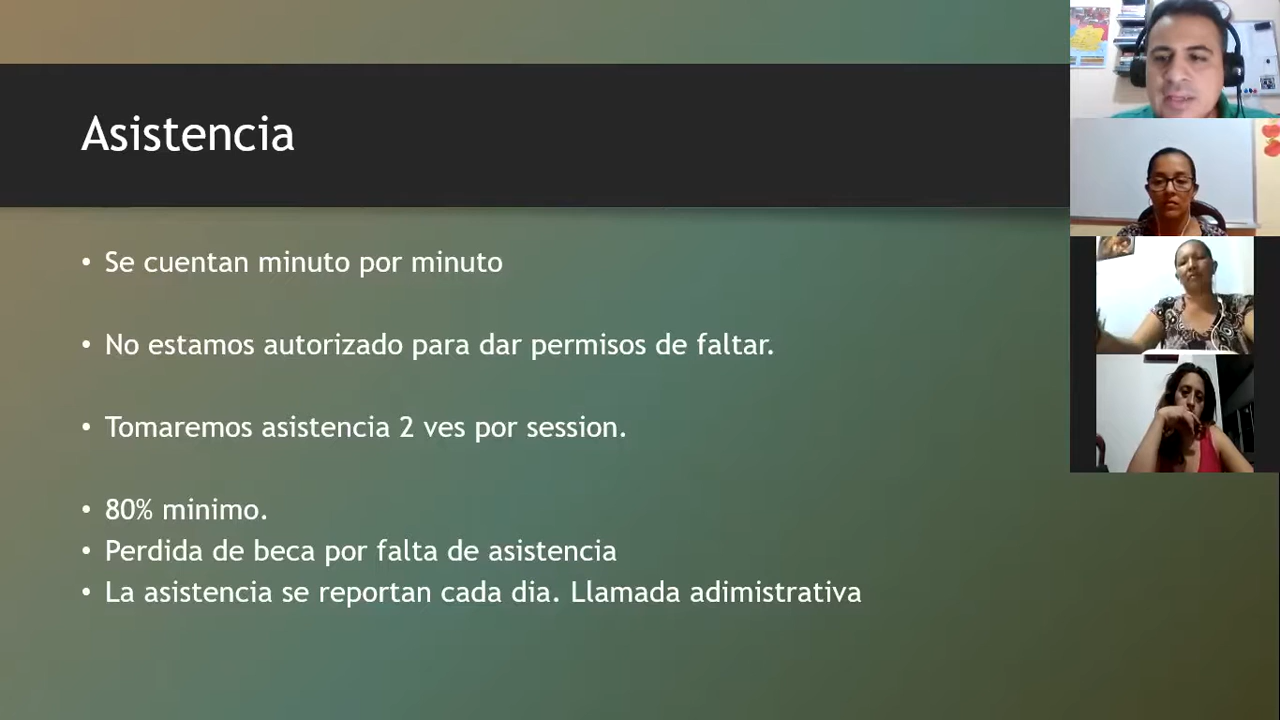 Asistencia
• Se cuentan minuto por minuto
• No estamos autorizado para dar permisos de faltar.
• Tomaremos asistencia 2 ves por session.
• 80% minimo.
• Perdida de beca por falta de asistencia
• La asistencia se reportan cada dia. Llamada adimistrativa